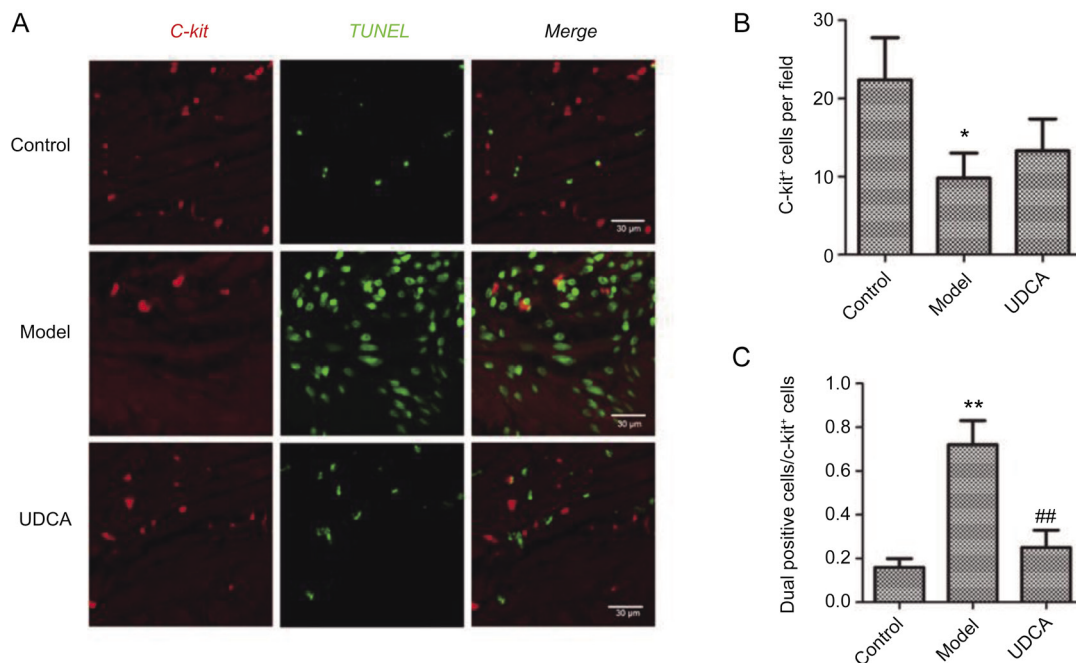 A
C-kit TUNEL Merge
Control
30 µm
Model
30 µm
UDCA
30 µm
B
C-kit⁺ cells per field
30
20
10
0
*
Control Model UDCA
C
Dual positive cells/c-kit⁺ cells
1.0
0.8
0.6
0.4
0.2
0.0
**
##
Control Model UDCA